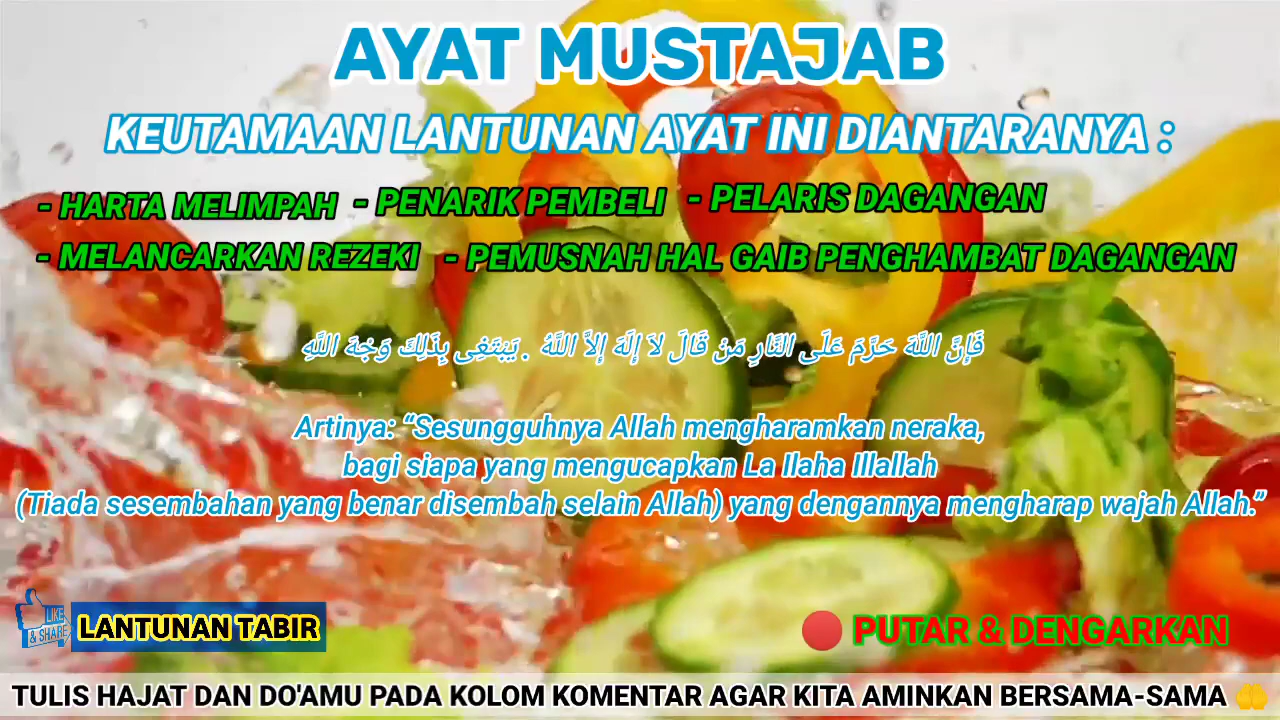 AYAT MUSTAJAB
KEUTAMAAN LANTUNAN AYAT INI DIANTARANYA :
- HARTA MELIMPAH - PENARIK PEMBELI - PELARIS DAGANGAN
- MELANCARKAN REZEKI - PEMUSNAH HAL GAIB PENGHAMBAT DAGANGAN
فَإِنَّ اللَّهَ حَرَّمَ عَلَى النَّارِ مَنْ قَالَ لاَ إِلَهَ إِلاَّ اللَّهُ . يَبْتَغِى بِذَلِكَ وَجْهَ اللَّهِ
Artinya: “Sesungguhnya Allah mengharamkan neraka,
bagi siapa yang mengucapkan La Ilaha Illallah
(Tiada sesembahan yang benar disembah selain Allah) yang dengannya mengharap wajah Allah.”
LIKE
& SHARE
LANTUNAN TABIR
🔴 PUTAR & DENGARKAN
TULIS HAJAT DAN DO'AMU PADA KOLOM KOMENTAR AGAR KITA AMINKAN BERSAMA-SAMA 🤲